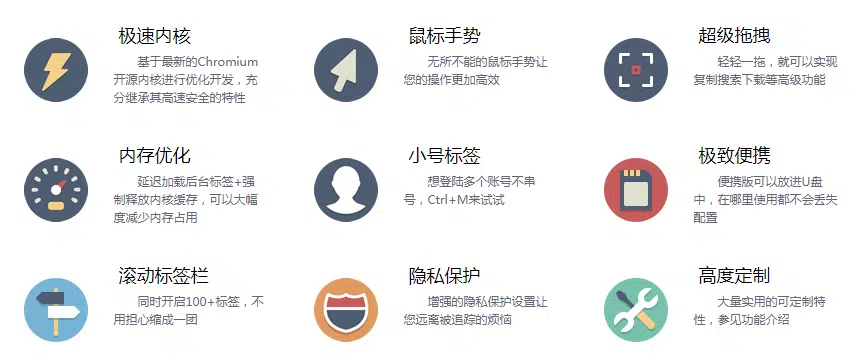 极速内核
基于最新的Chromium
开源内核进行优化开发，充
分继承其高速安全的特性
鼠标手势
无所不能的鼠标手势让
您的操作更加高效
超级拖拽
轻轻一拖，就可以实现
复制搜索下载等高级功能
内存优化
延迟加载后台标签+强
制释放内核缓存，可以大幅
度减少内存占用
小号标签
想登陆多个账号不串
号，Ctrl+M来试试
极致便携
便携版可以放进U盘
中，在哪里使用都不会丢失
配置
滚动标签栏
同时开启100+标签，不
用担心缩成一团
隐私保护
增强的隐私保护设置让
您远离被追踪的烦恼
高度定制
大量实用的可定制特
性，参见功能介绍